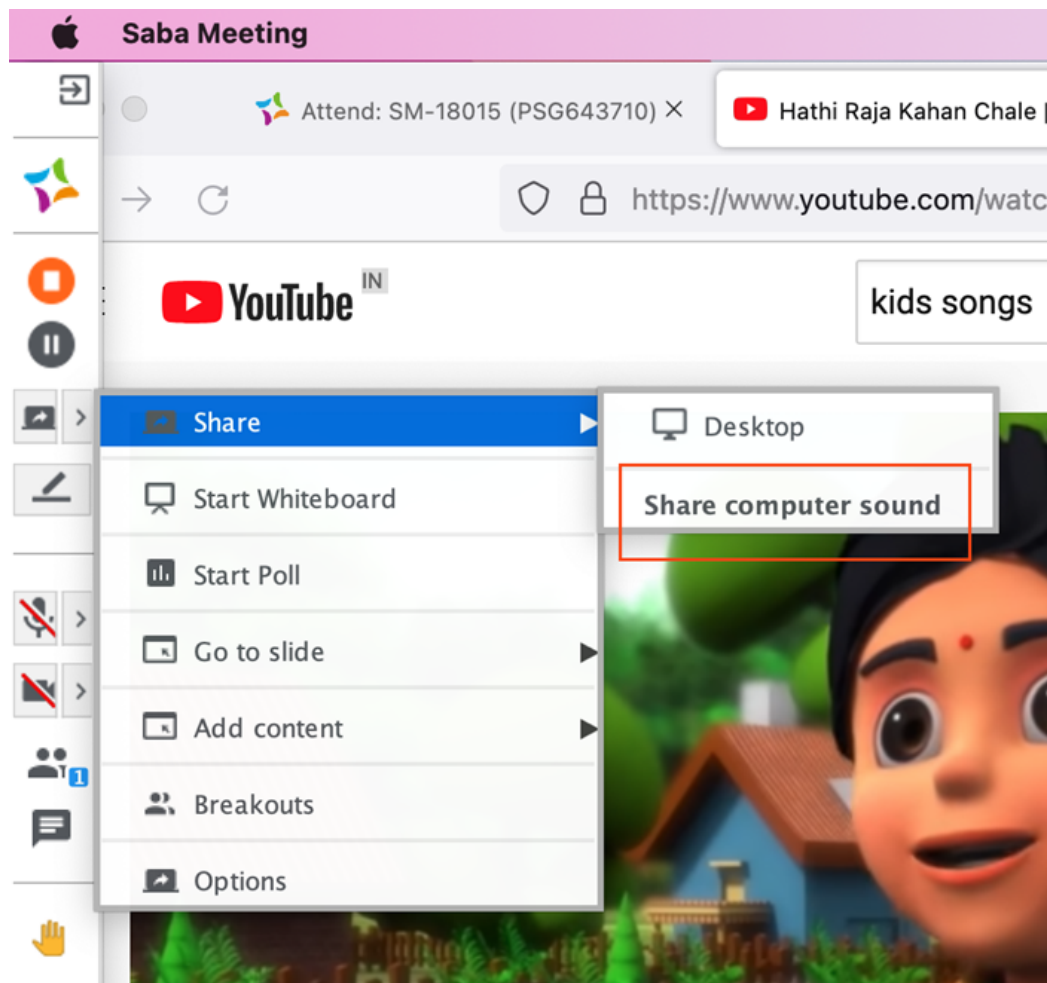 Saba Meeting
Attend: SM-18015 (PSG643710)
Hathi Raja Kahan Chale |
https://www.youtube.com/watc
YouTube IN
kids songs
Share
Desktop
Share computer sound
Start Whiteboard
Start Poll
Go to slide
Add content
1
Breakouts
Options